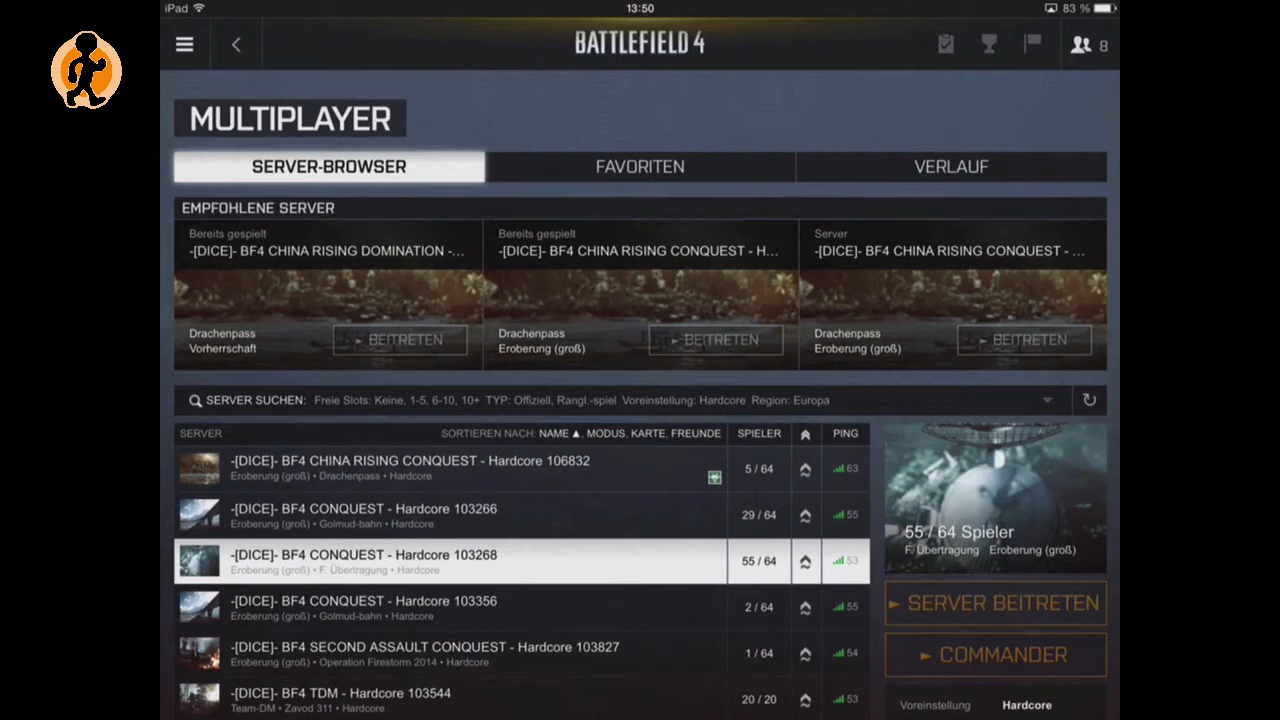 iPad 13:50 83 %
BATTLEFIELD 4
8
MULTIPLAYER
SERVER-BROWSER FAVORITEN VERLAUF
EMPFOHLENE SERVER
Bereits gespielt
-[DICE]- BF4 CHINA RISING DOMINATION -...
Drachenpass
Vorherrschaft
BEITRETEN
Bereits gespielt
-[DICE]- BF4 CHINA RISING CONQUEST - H...
Drachenpass
Eroberung (groß)
BEITRETEN
Server
-[DICE]- BF4 CHINA RISING CONQUEST - ...
Drachenpass
Eroberung (groß)
BEITRETEN
SERVER SUCHEN: Freie Slots: Keine, 1-5, 6-10, 10+ TYP: Offiziell, Rangl.-spiel Voreinstellung: Hardcore Region: Europa
SERVER SORTIEREN NACH: NAME ▲, MODUS, KARTE, FREUNDE SPIELER PING
-[DICE]- BF4 CHINA RISING CONQUEST - Hardcore 106832
Eroberung (groß) • Drachenpass • Hardcore
5 / 64 63
-[DICE]- BF4 CONQUEST - Hardcore 103266
Eroberung (groß) • Golmud-bahn • Hardcore
29 / 64 55
-[DICE]- BF4 CONQUEST - Hardcore 103268
Eroberung (groß) • F. Übertragung • Hardcore
55 / 64 53
-[DICE]- BF4 CONQUEST - Hardcore 103356
Eroberung (groß) • Golmud-bahn • Hardcore
2 / 64 55
-[DICE]- BF4 SECOND ASSAULT CONQUEST - Hardcore 103827
Eroberung (groß) • Operation Firestorm 2014 • Hardcore
1 / 64 54
-[DICE]- BF4 TDM - Hardcore 103544
Team-DM • Zavod 311 • Hardcore
20 / 20 53
55 / 64 Spieler
F. Übertragung Eroberung (groß)
SERVER BEITRETEN
COMMANDER
Voreinstellung Hardcore